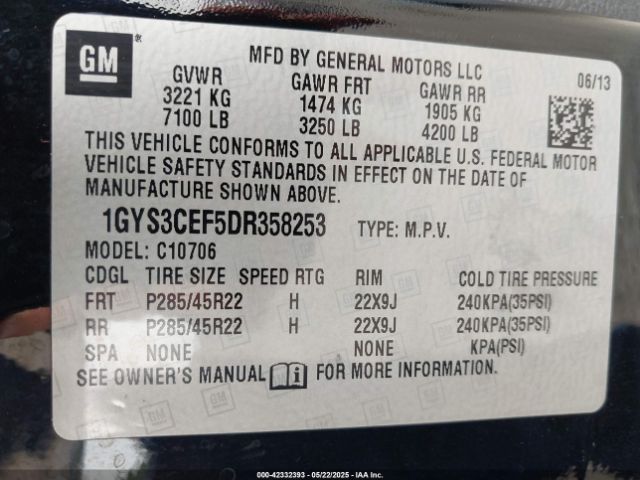 GM
MFD BY GENERAL MOTORS LLC
GVWR GAWR FRT GAWR RR 06/13
3221 KG 1474 KG 1905 KG
7100 LB 3250 LB 4200 LB
THIS VEHICLE CONFORMS TO ALL APPLICABLE U.S. FEDERAL MOTOR
VEHICLE SAFETY STANDARDS IN EFFECT ON THE DATE OF
MANUFACTURE SHOWN ABOVE.
1GYS3CEF5DR358253 TYPE: M.P.V.
MODEL: C10706
CDGL TIRE SIZE SPEED RTG RIM COLD TIRE PRESSURE
FRT P285/45R22 H 22X9J 240KPA(35PSI)
RR P285/45R22 H 22X9J 240KPA(35PSI)
SPA NONE NONE KPA(PSI)
SEE OWNER'S MANUAL FOR MORE INFORMATION.
000-42332393 - 05/22/2025 - IAAI.CA